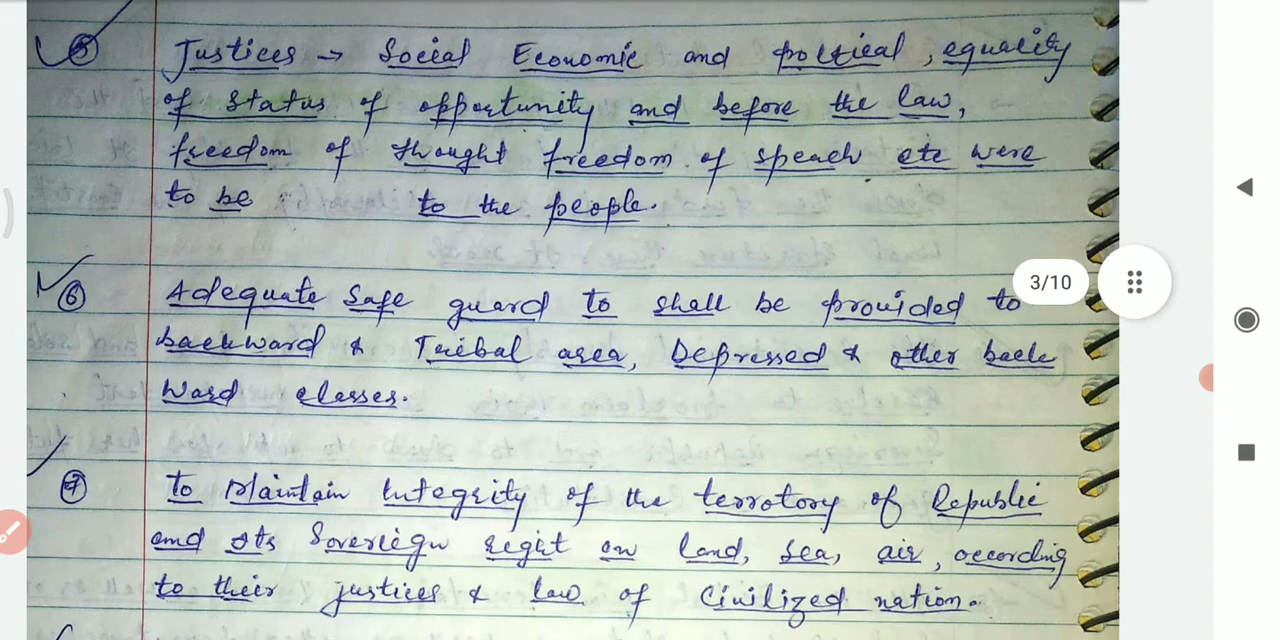 ⑤ Justices → Social Economic and political, equality
of status of opportunity and before the law,
freedom of thought freedom of speach etc were
to be to the people.
3/10
⑥ Adequate Safe guard to shall be provided to
backward & Tribal area, Depressed & other back
ward classes.
⑦ to Maintain Integrity of the terrotory of Republic
and Its Sovereign right on land, sea, air, according
to their justices & law of Civilized nation.